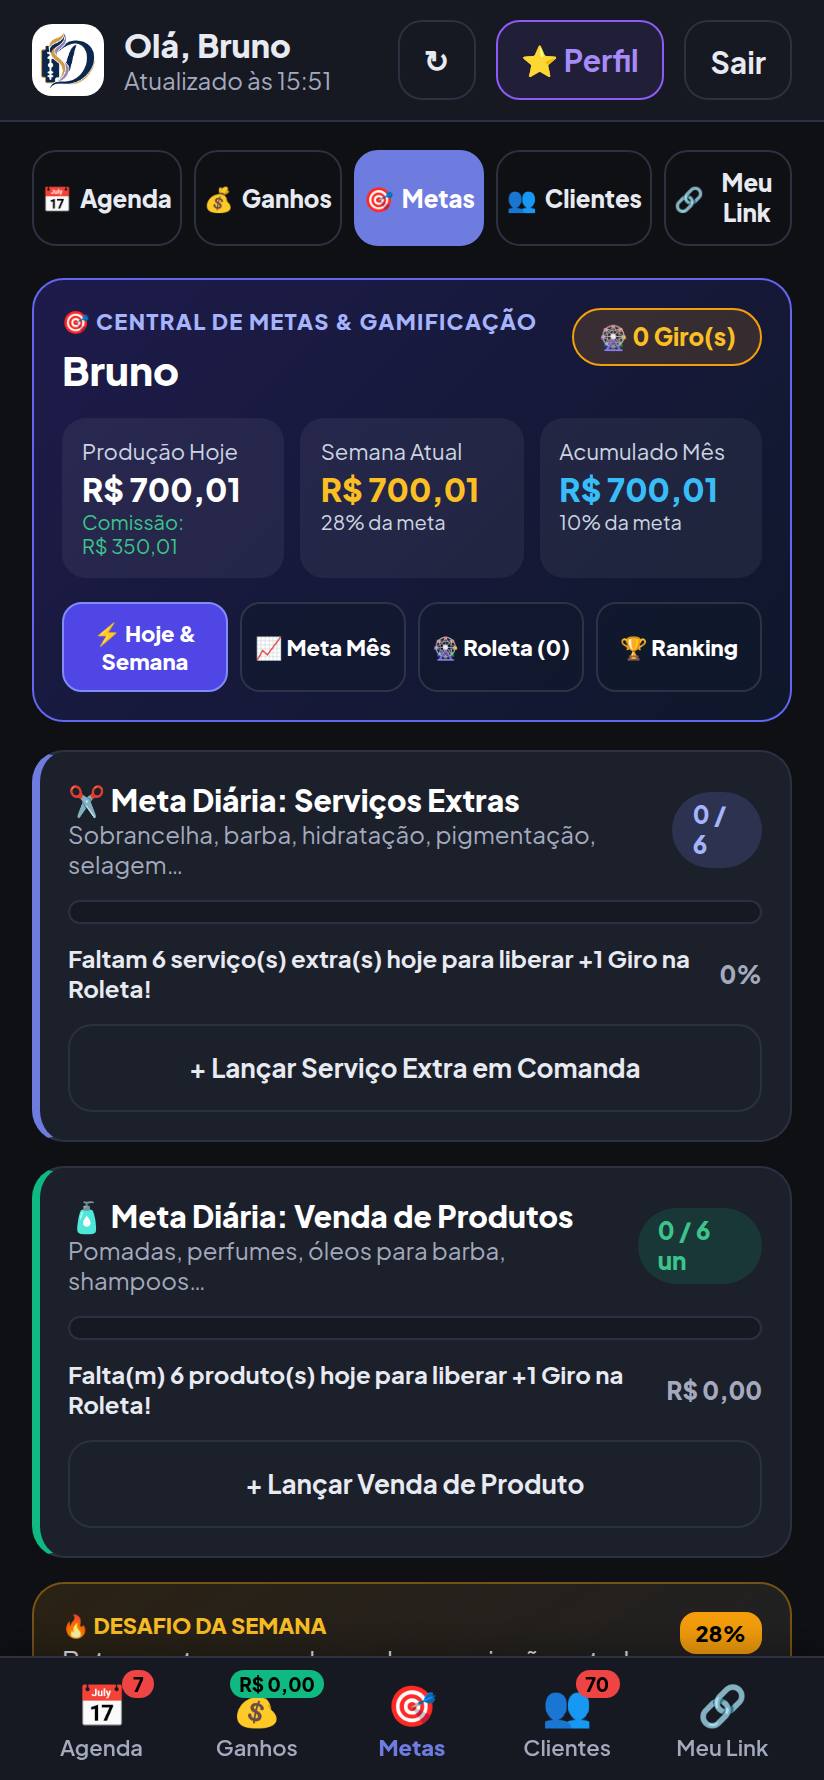 Olá, Bruno
Atualizado às 15:51
↻
⭐ Perfil
Sair
📅 Agenda
💰 Ganhos
🎯 Metas
👥 Clientes
🔗 Meu
Link
🎯 CENTRAL DE METAS & GAMIFICAÇÃO
🎡 0 Giro(s)
Bruno
Produção Hoje
R$ 700,01
Comissão:
R$ 350,01
Semana Atual
R$ 700,01
28% da meta
Acumulado Mês
R$ 700,01
10% da meta
⚡ Hoje &
Semana
📈 Meta Mês
🎡 Roleta (0)
🏆 Ranking
✂️ Meta Diária: Serviços Extras
Sobrancelha, barba, hidratação, pigmentação,
selagem...
0 /
6
Faltam 6 serviço(s) extra(s) hoje para liberar +1 Giro na
Roleta!
0%
+ Lançar Serviço Extra em Comanda
🧴 Meta Diária: Venda de Produtos
Pomadas, perfumes, óleos para barba,
shampoos...
0 / 6
un
Falta(m) 6 produto(s) hoje para liberar +1 Giro na
Roleta!
R$ 0,00
+ Lançar Venda de Produto
🔥 DESAFIO DA SEMANA
28%
7
R$ 0,00
70
July
17
Agenda
Ganhos
Metas
Clientes
Meu Link